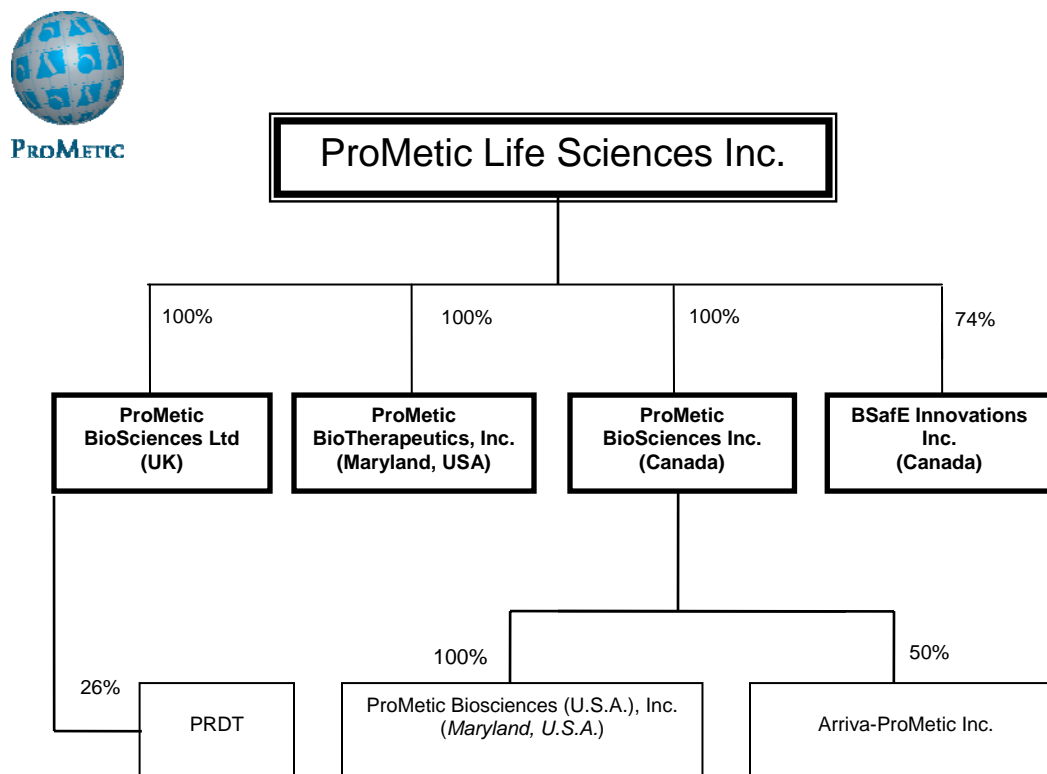 PROMETIC
ProMetic Life Sciences Inc.
100%
100%
100%
74%
ProMetic
BioSciences Ltd
(UK)
ProMetic
BioTherapeutics, Inc.
(Maryland, USA)
ProMetic
BioSciences Inc.
(Canada)
BSafE Innovations
Inc.
(Canada)
26%
100%
50%
PRDT
ProMetic Biosciences (U.S.A.), Inc.
(Maryland, U.S.A.)
Arriva-ProMetic Inc.